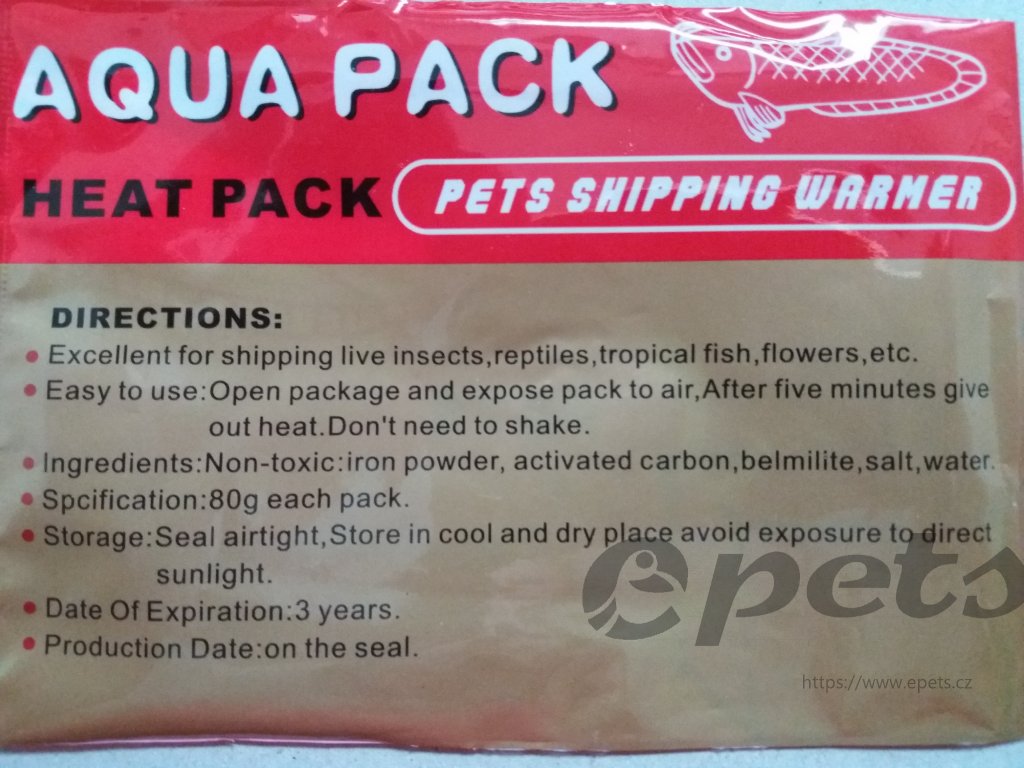 AQUA PACK
HEAT PACK PETS SHIPPING WARMER
DIRECTIONS:
• Excellent for shipping live insects,reptiles,tropical fish,flowers,etc.
• Easy to use:Open package and expose pack to air,After five minutes give
out heat.Don't need to shake.
• Ingredients:Non-toxic:iron powder, activated carbon,belmilite,salt,water.
• Spcification:80g each pack.
• Storage:Seal airtight,Store in cool and dry place avoid exposure to direct
sunlight.
• Date Of Expiration:3 years.
• Production Date:on the seal.
epets
https://www.epets.cz